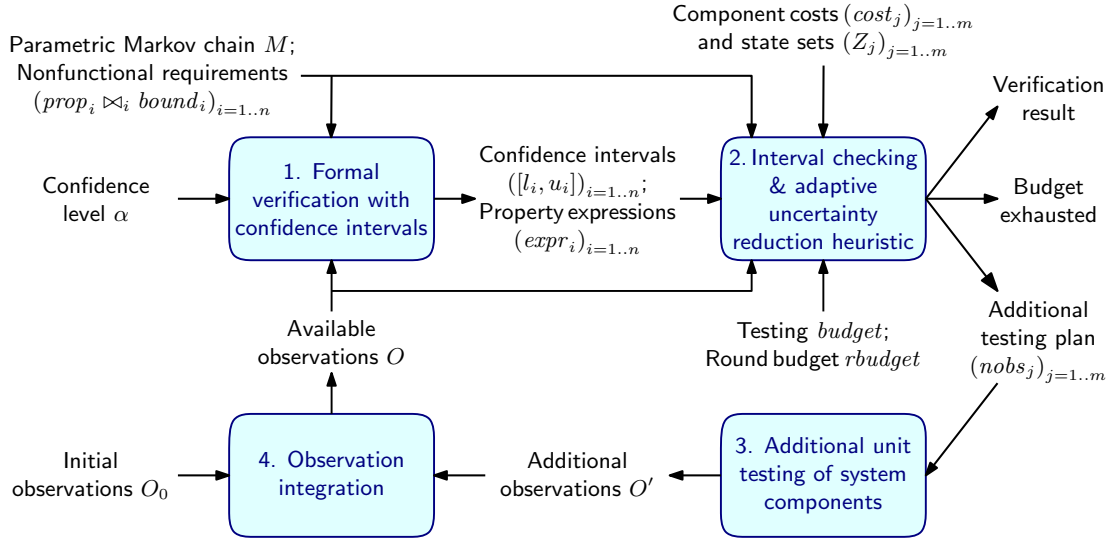 Component costs (cost_j)_{j=1..m}
and state sets (Z_j)_{j=1..m}
Parametric Markov chain M;
Nonfunctional requirements
(prop_i ⋈_i bound_i)_{i=1..n}
Verification
result
Confidence
level α
1. Formal
verification with
confidence intervals
Confidence intervals
([l_i, u_i])_{i=1..n};
Property expressions
(expr_i)_{i=1..n}
2. Interval checking
& adaptive
uncertainty
reduction heuristic
Budget
exhausted
Available
observations O
Testing budget;
Round budget rbudget
Additional
testing plan
(nobs_j)_{j=1..m}
Initial
observations O_0
4. Observation
integration
Additional
observations O′
3. Additional unit
testing of system
components